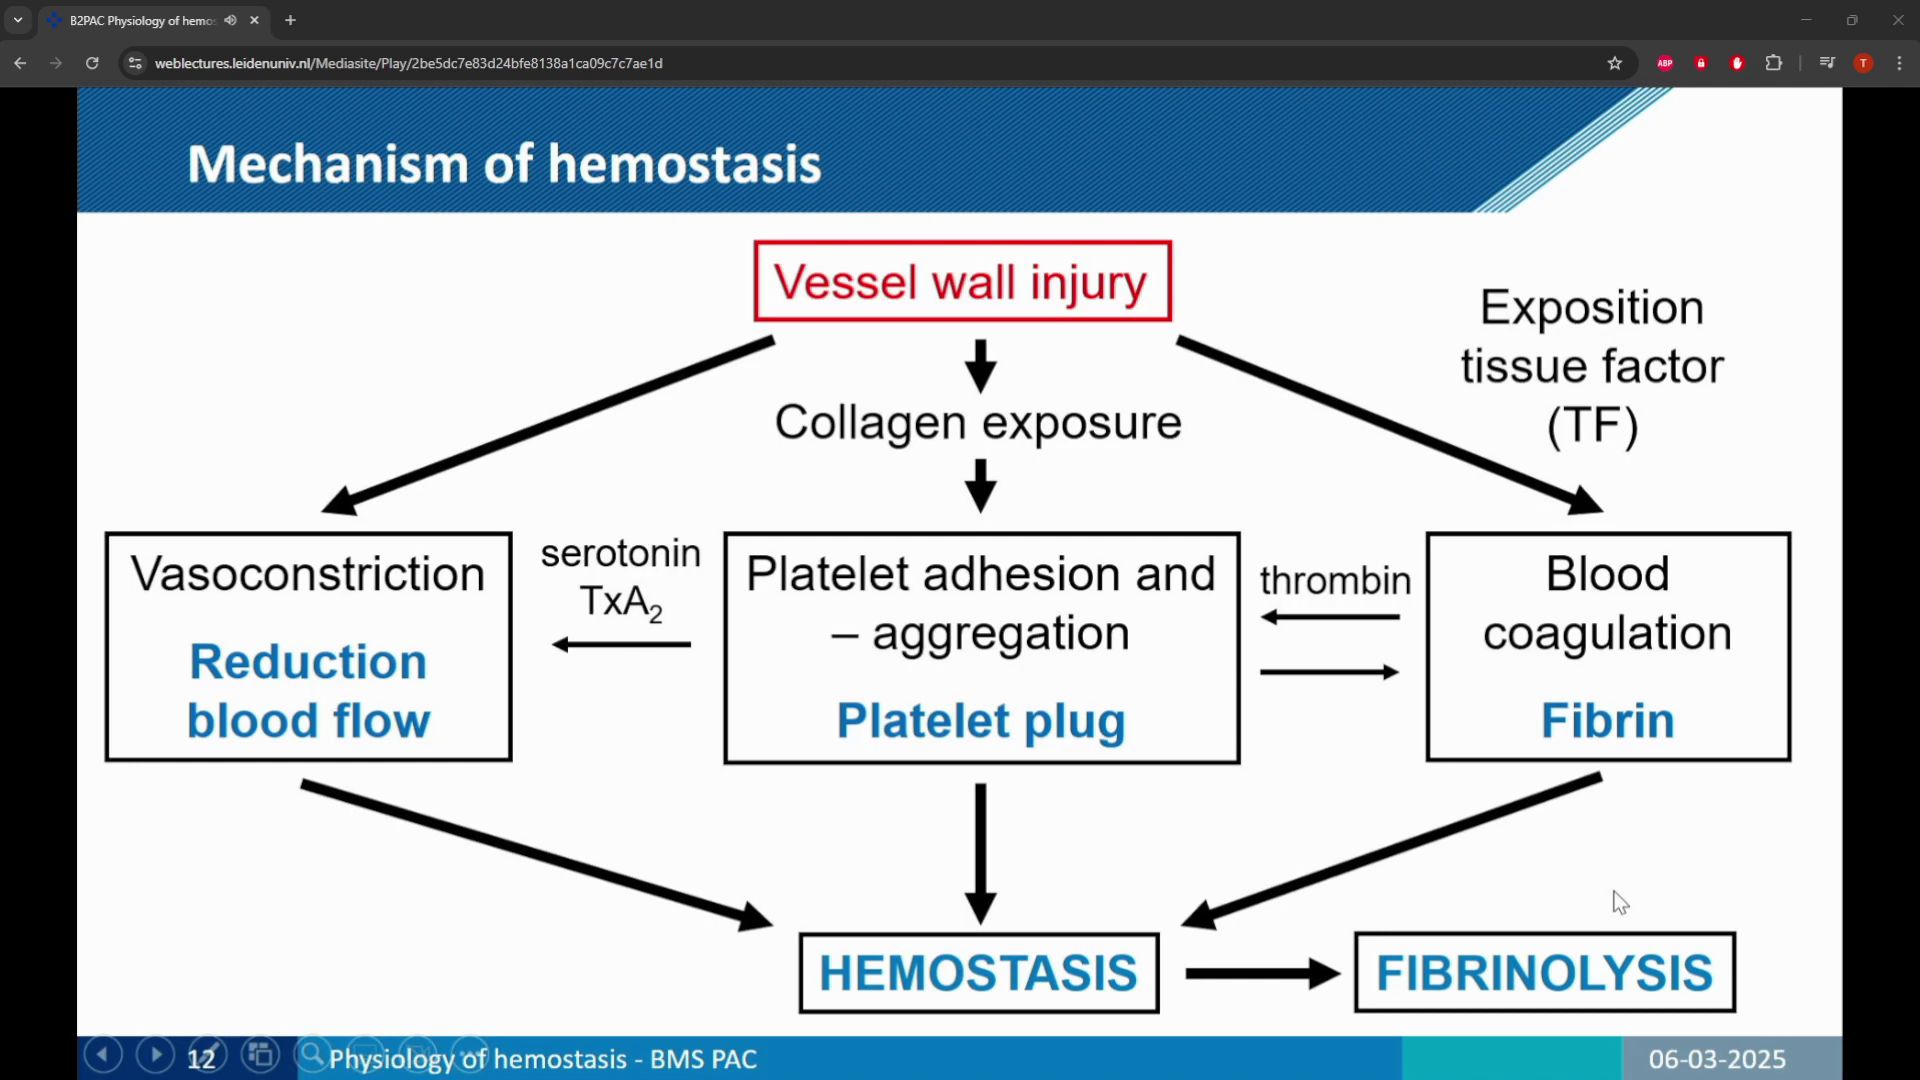 B2PAC Physiology of hemos
weblectures.leidenuniv.nl/Mediasite/Play/2be5dc7e83d24bfe8138a1ca09c7c7ae1d
ABP
T
Mechanism of hemostasis
Vessel wall injury
Exposition
tissue factor
(TF)
Collagen exposure
Vasoconstriction
Reduction
blood flow
serotonin
TxA₂
Platelet adhesion and
– aggregation
Platelet plug
thrombin
Blood
coagulation
Fibrin
HEMOSTASIS
FIBRINOLYSIS
12
Physiology of hemostasis - BMS PAC
06-03-2025